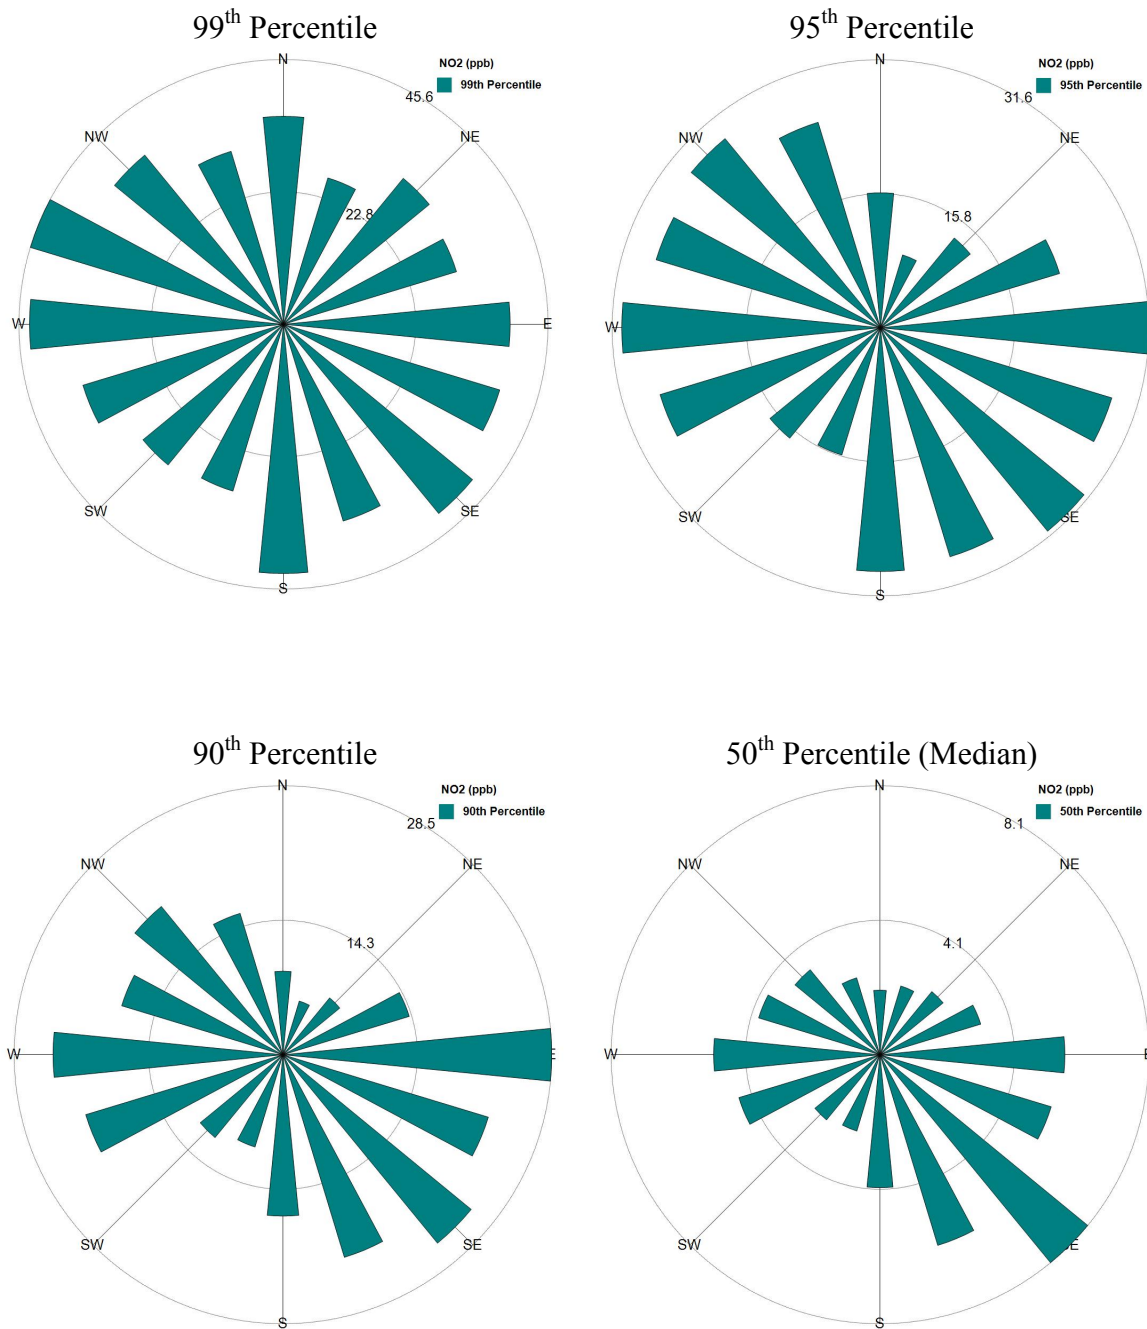 99th Percentile
N
NO2 (ppb)
99th Percentile
45.6
NW
NE
22.8
W
E
SW
SE
S
95th Percentile
N
NO2 (ppb)
95th Percentile
31.6
NW
NE
15.8
W
SW
SE
S
90th Percentile
N
NO2 (ppb)
90th Percentile
28.5
NW
NE
14.3
W
E
SW
SE
S
50th Percentile (Median)
N
NO2 (ppb)
50th Percentile
8.1
NW
NE
4.1
W
E
SW
SE
S